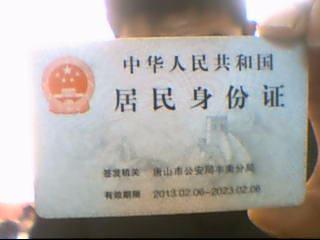 中华人民共和国
居民身份证
签发机关 唐山市公安局丰南分局
有效期限 2013.02.06-2023.02.06